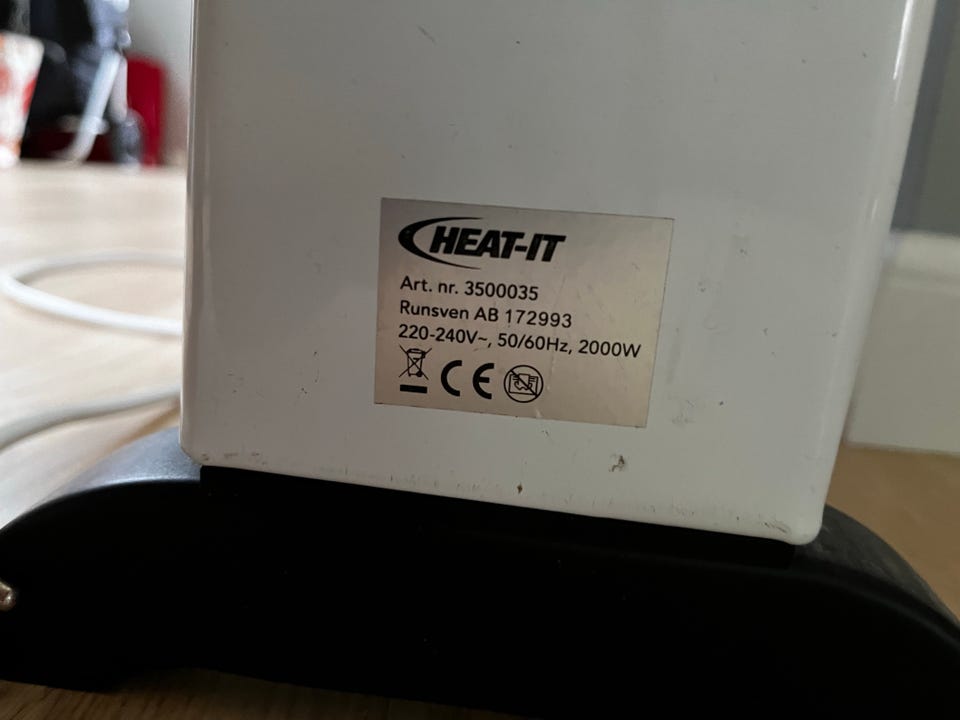 HEAT-IT
Art. nr. 3500035
Runsven AB 172993
220-240V~, 50/60Hz, 2000W
CE